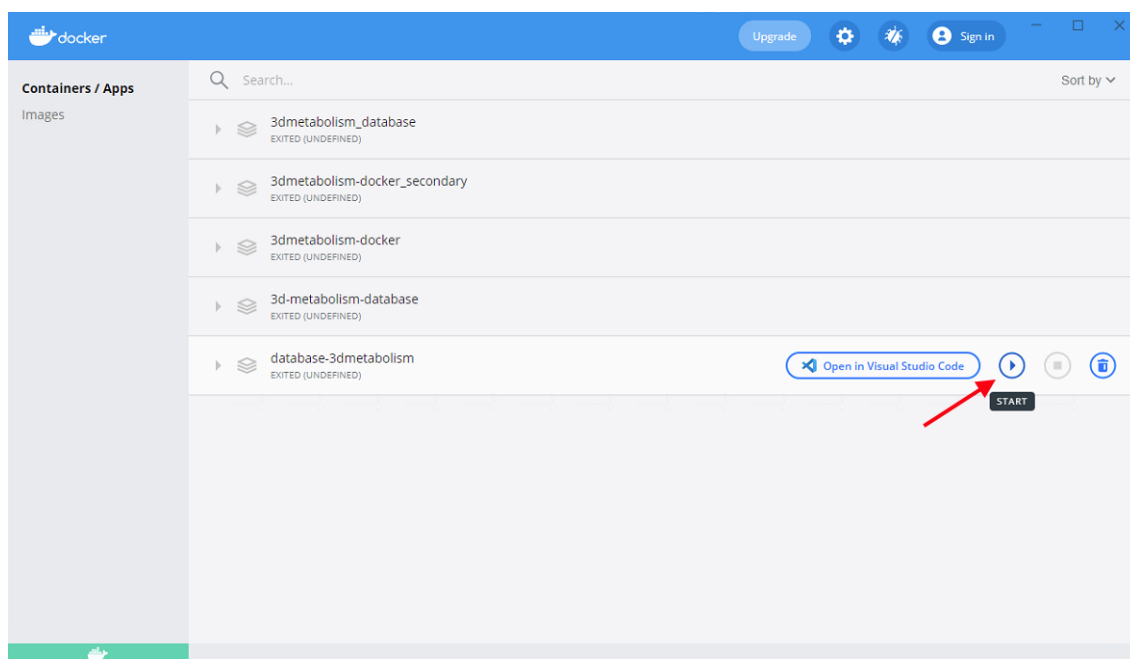 docker
Upgrade
Sign in
Containers / Apps
Images
Search...
Sort by
3dmetabolism_database
EXITED (UNDEFINED)
3dmetabolism-docker_secondary
EXITED (UNDEFINED)
3dmetabolism-docker
EXITED (UNDEFINED)
3d-metabolism-database
EXITED (UNDEFINED)
database-3dmetabolism
EXITED (UNDEFINED)
Open in Visual Studio Code
START